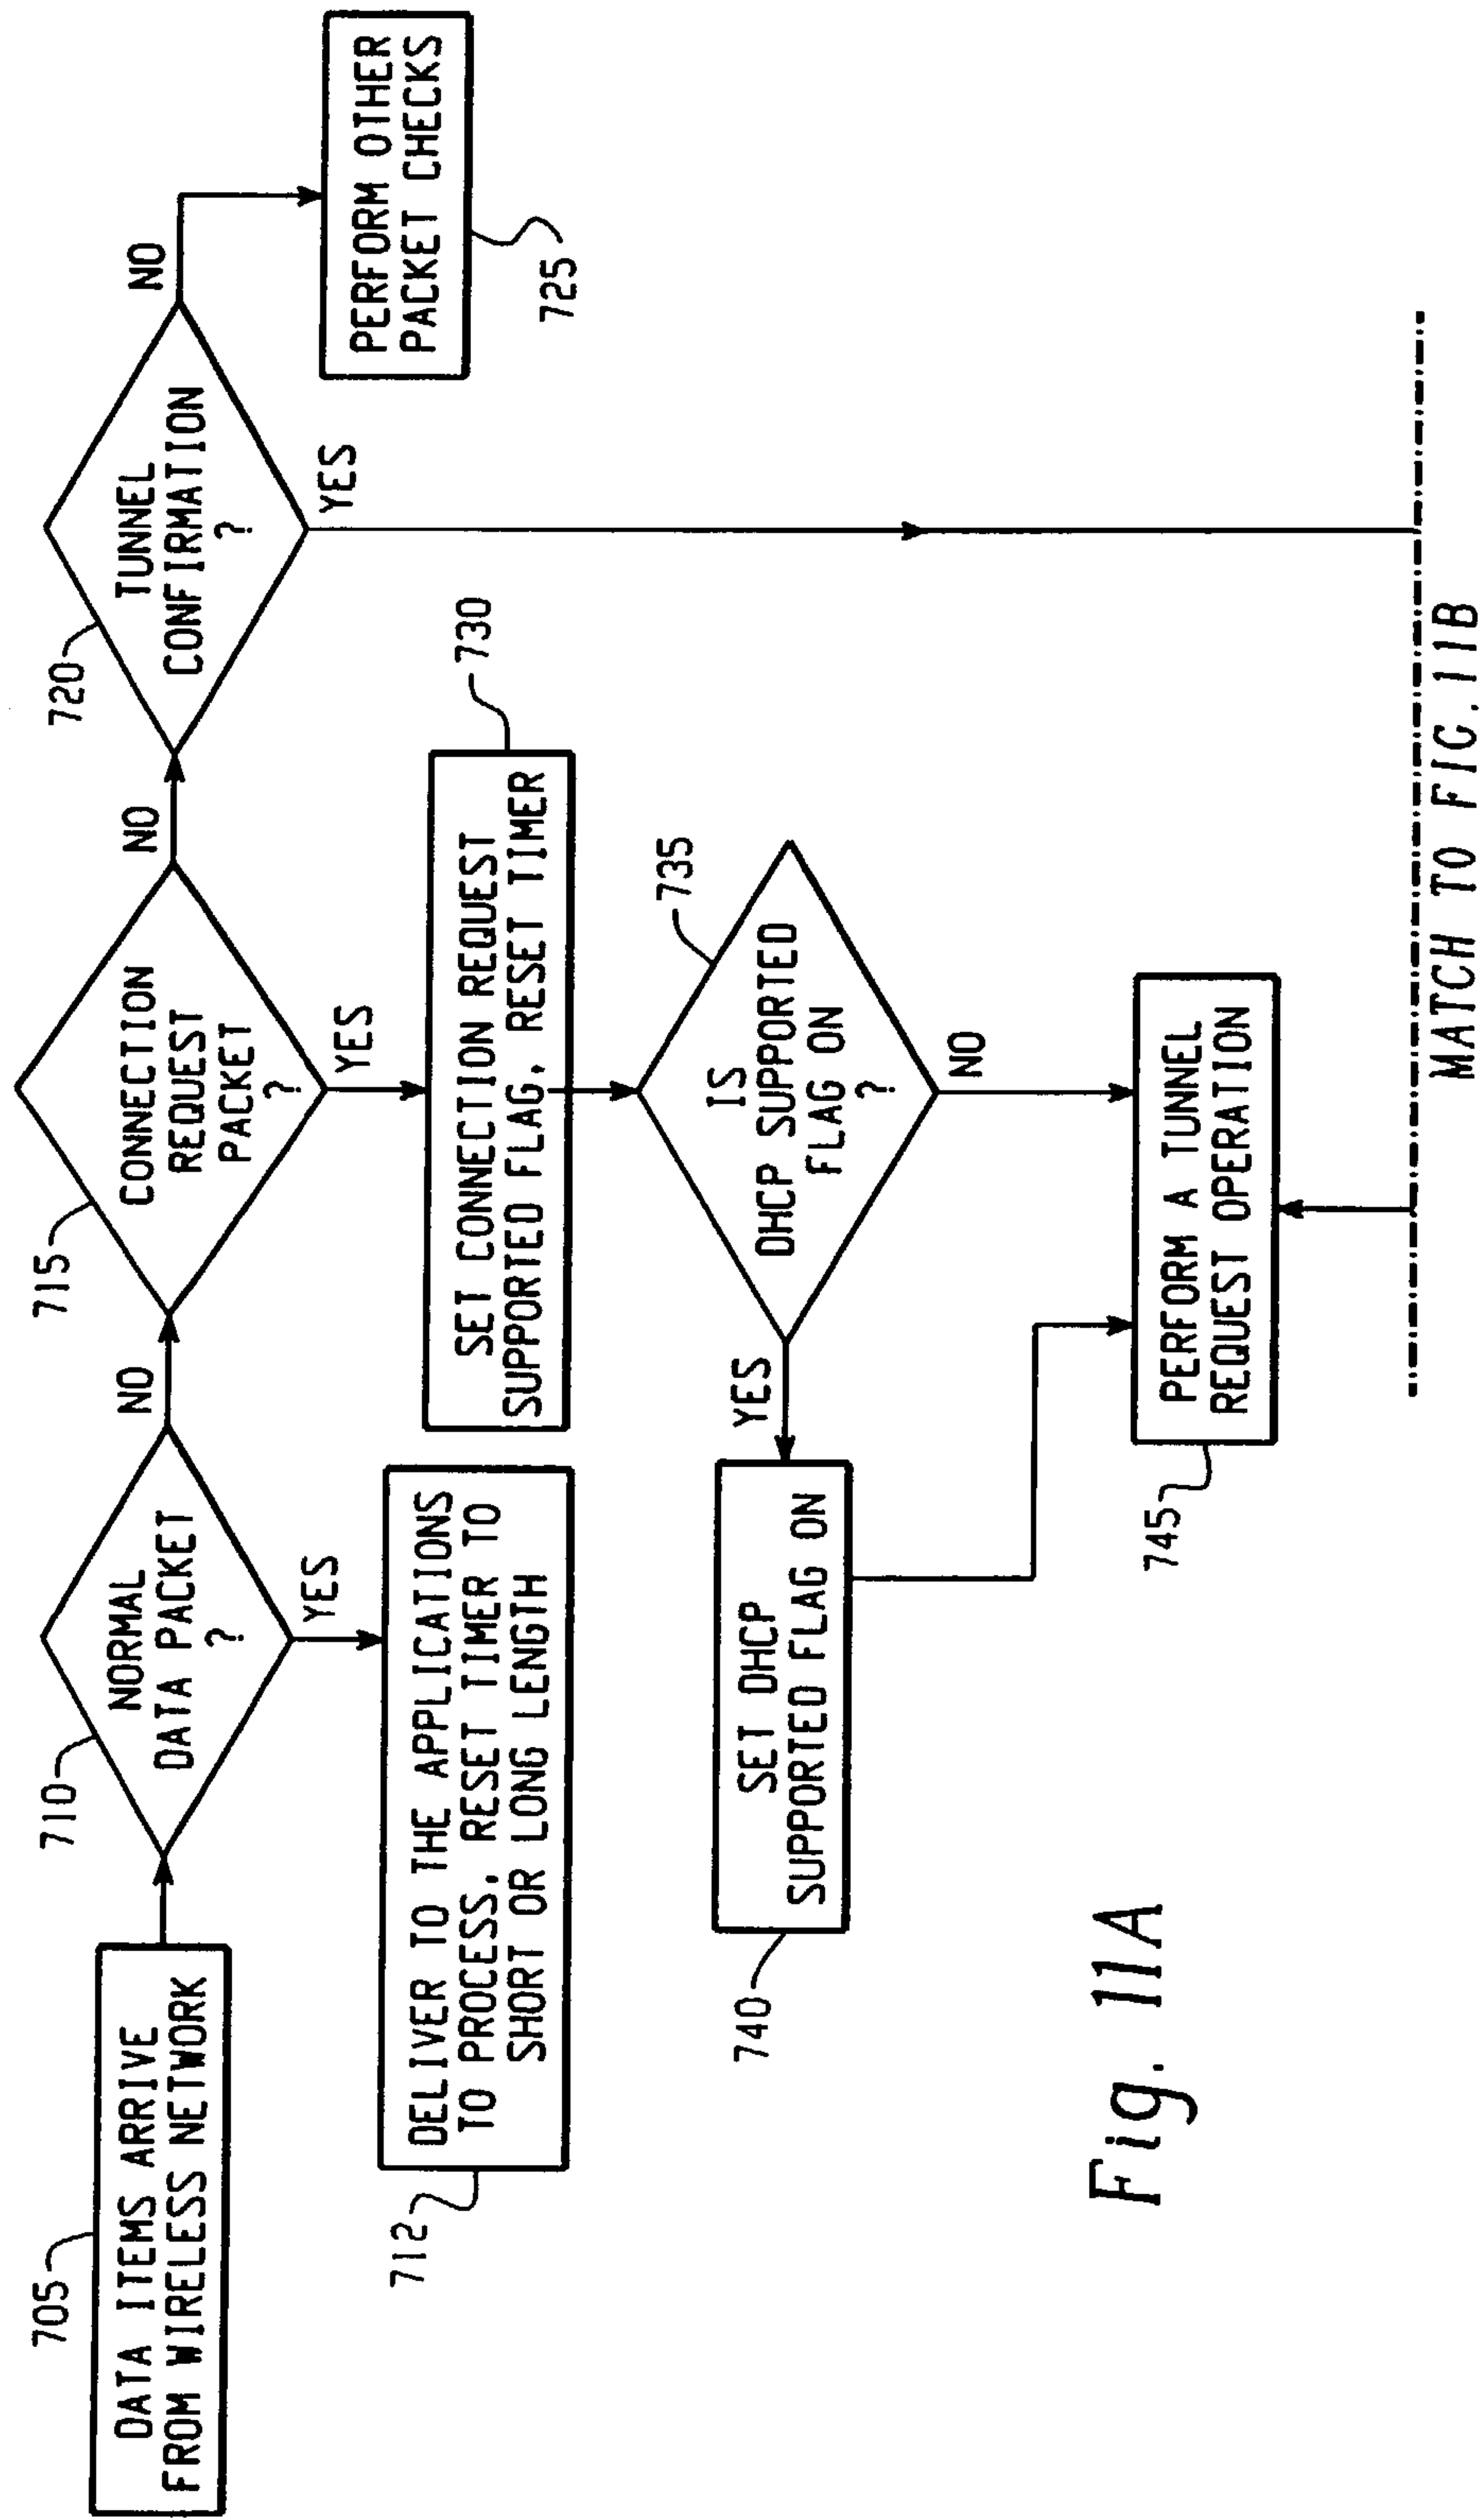 705
DATA ITEMS ARRIVE
FROM WIRELESS NETWORK
710
NORMAL
DATA PACKET
?
NO
YES
712
DELIVER TO THE APPLICATIONS
TO PROCESS. RESET TIMER TO
SHORT OR LONG LENGTH
715
CONNECTION
REQUEST
PACKET
?
NO
YES
720
TUNNEL
CONFIRMATION
?
NO
YES
PERFORM OTHER
PACKET CHECKS
725
730
SET CONNECTION REQUEST
SUPPORTED FLAG, RESET TIMER
735
IS
DHCP SUPPORTED
FLAG ON
?
YES
NO
740
SET DHCP
SUPPORTED FLAG ON
745
PERFORM A TUNNEL
REQUEST OPERATION
MATCH TO FIG.11B
Fig. 11A